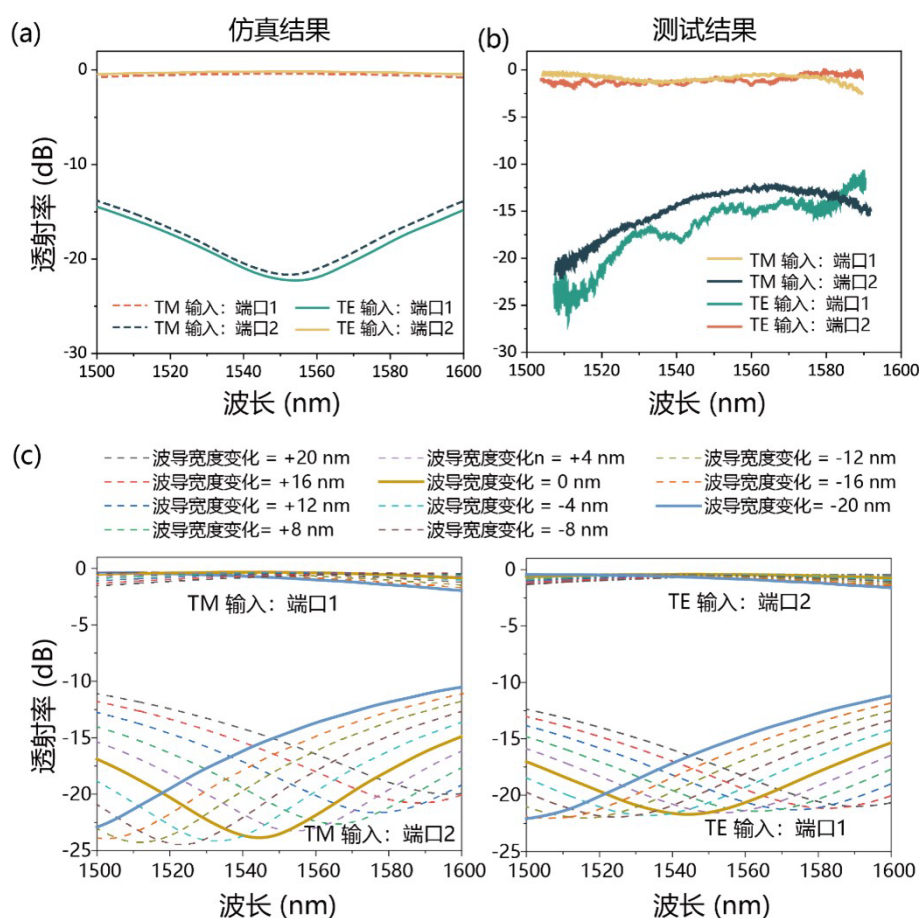 (a) 仿真结果
0
-10
-20
-30
透射率 (dB)
TM 输入：端口1 TE 输入：端口1
TM 输入：端口2 TE 输入：端口2
1500 1520 1540 1560 1580 1600
波长 (nm)
(b) 测试结果
0
-5
-10
-15
-20
-25
-30
TM 输入：端口1
TM 输入：端口2
TE 输入：端口1
TE 输入：端口2
1500 1520 1540 1560 1580 1600
波长 (nm)
(c)
波导宽度变化 = +20 nm 波导宽度变化n = +4 nm 波导宽度变化 = -12 nm
波导宽度变化 = +16 nm 波导宽度变化 = 0 nm 波导宽度变化 = -16 nm
波导宽度变化 = +12 nm 波导宽度变化 = -4 nm 波导宽度变化= -20 nm
波导宽度变化 = +8 nm 波导宽度变化 = -8 nm
0
-5
-10
-15
-20
-25
透射率 (dB)
TM 输入：端口1
TM 输入：端口2
1500 1520 1540 1560 1580 1600
波长 (nm)
0
-5
-10
-15
-20
-25
TE 输入：端口2
TE 输入：端口1
1500 1520 1540 1560 1580 1600
波长 (nm)